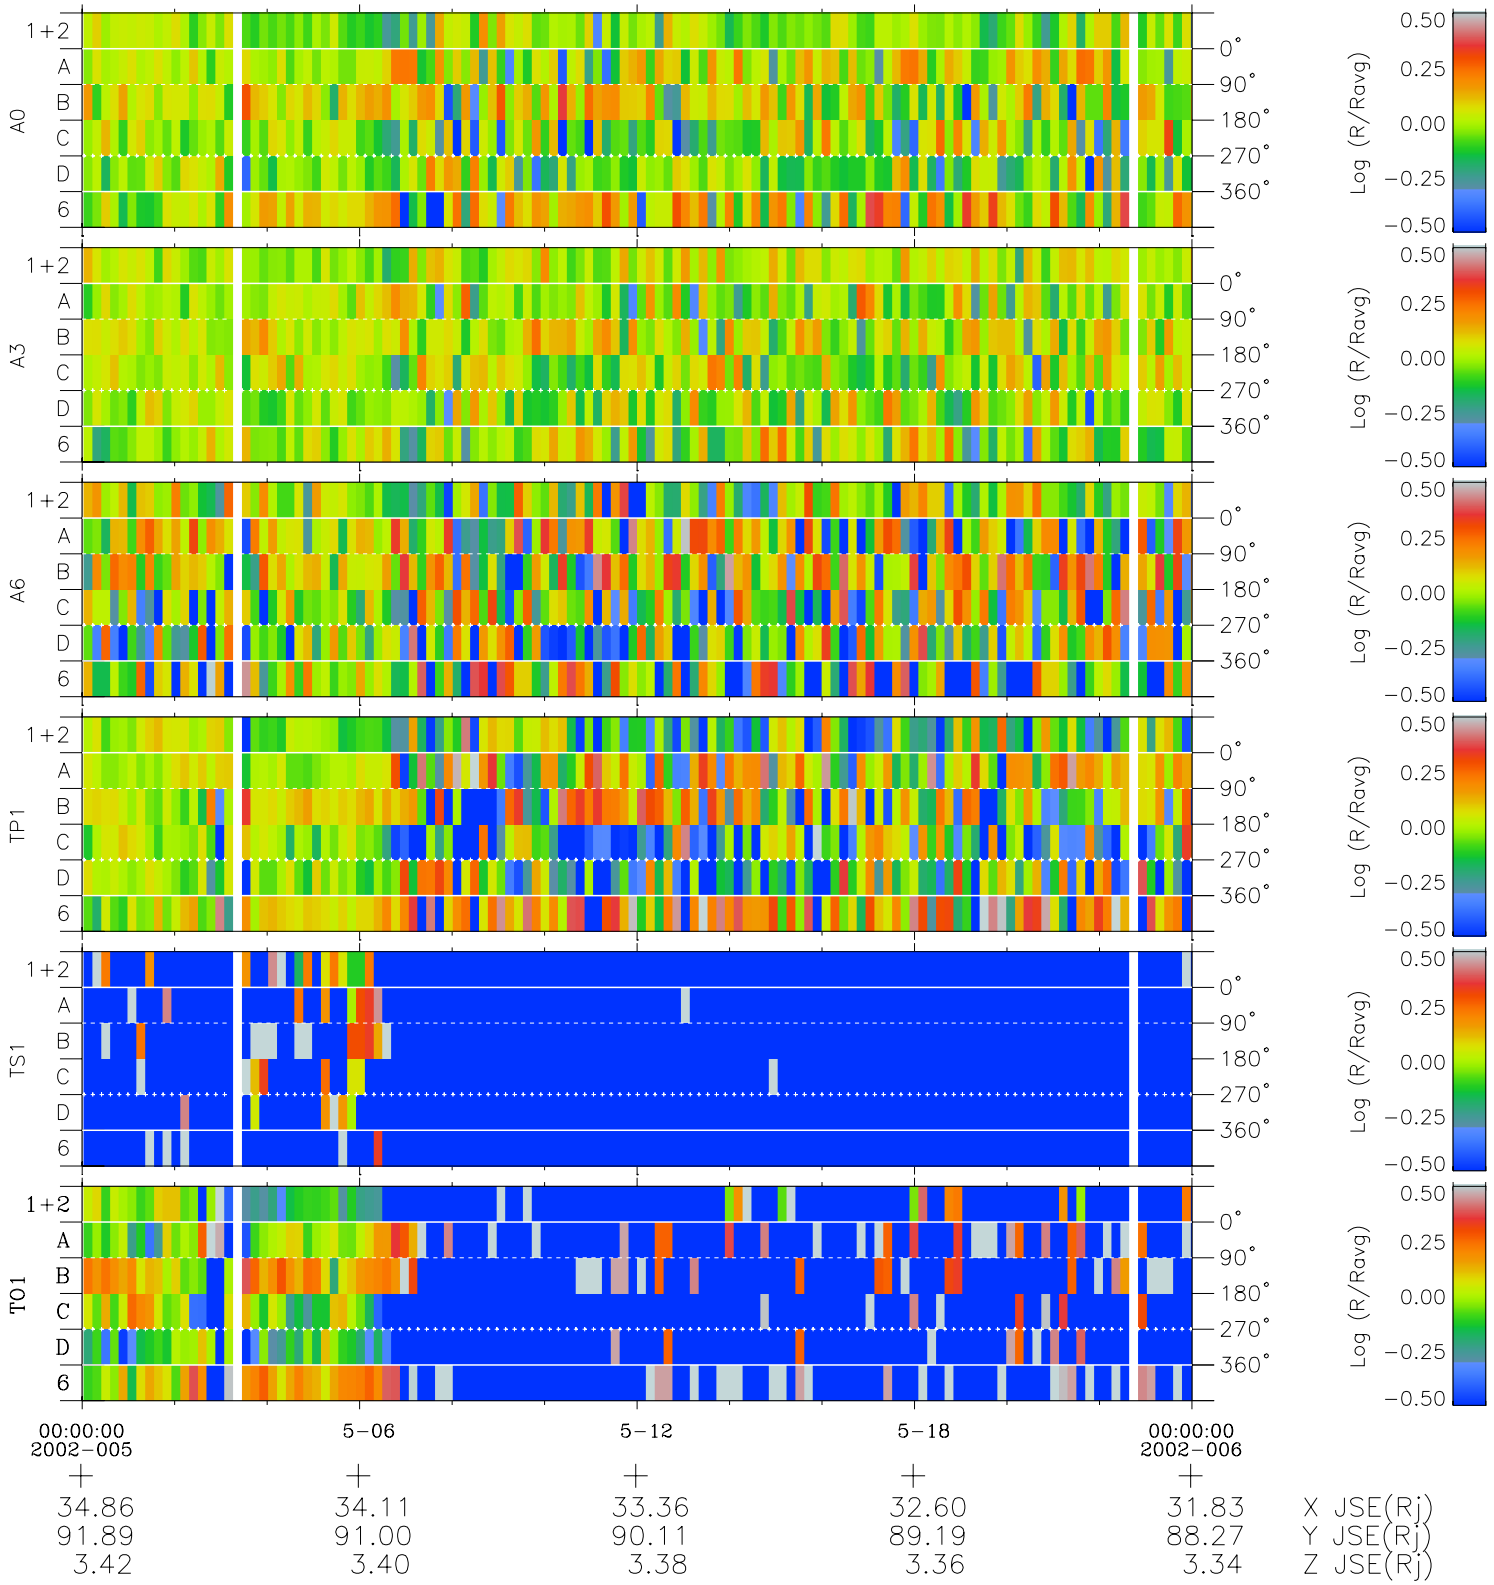 A0
1+2
A
B
C
D
6
0°
90°
180°
270°
360°
Log (R/Ravg)
0.50
0.25
0.00
−0.25
−0.50
A3
1+2
A
B
C
D
6
0°
90°
180°
270°
360°
Log (R/Ravg)
0.50
0.25
0.00
−0.25
−0.50
A6
1+2
A
B
C
D
6
0°
90°
180°
270°
360°
Log (R/Ravg)
0.50
0.25
0.00
−0.25
−0.50
TP1
1+2
A
B
C
D
6
0°
90°
180°
270°
360°
Log (R/Ravg)
0.50
0.25
0.00
−0.25
−0.50
TS1
1+2
A
B
C
D
6
0°
90°
180°
270°
360°
Log (R/Ravg)
0.50
0.25
0.00
−0.25
−0.50
TO1
1+2
A
B
C
D
6
0°
90°
180°
270°
360°
Log (R/Ravg)
0.50
0.25
0.00
−0.25
−0.50
00:00:00 5−06 5−12 5−18 00:00:00
2002−005 2002−006
34.86 34.11 33.36 32.60 31.83 X JSE(Rj)
91.89 91.00 90.11 89.19 88.27 Y JSE(Rj)
3.42 3.40 3.38 3.36 3.34 Z JSE(Rj)